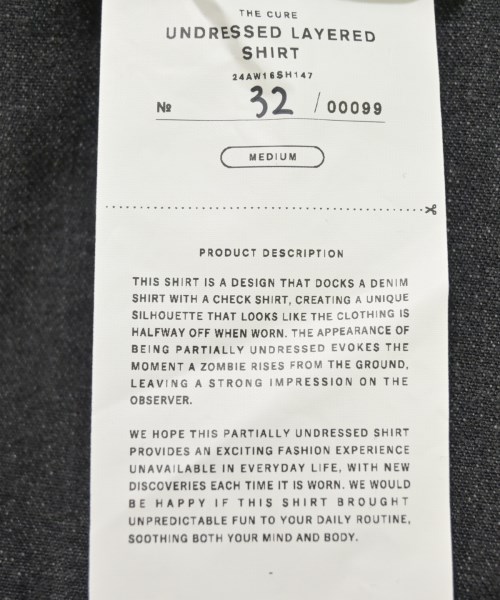 THE CURE
UNDRESSED LAYERED
SHIRT
24AW16SH147
№ 32 / 00099
MEDIUM
PRODUCT DESCRIPTION
THIS SHIRT IS A DESIGN THAT DOCKS A DENIM
SHIRT WITH A CHECK SHIRT, CREATING A UNIQUE
SILHOUETTE THAT LOOKS LIKE THE CLOTHING IS
HALFWAY OFF WHEN WORN. THE APPEARANCE OF
BEING PARTIALLY UNDRESSED EVOKES THE
MOMENT A ZOMBIE RISES FROM THE GROUND,
LEAVING A STRONG IMPRESSION ON THE
OBSERVER.
WE HOPE THIS PARTIALLY UNDRESSED SHIRT
PROVIDES AN EXCITING FASHION EXPERIENCE
UNAVAILABLE IN EVERYDAY LIFE, WITH NEW
DISCOVERIES EACH TIME IT IS WORN. WE WOULD
BE HAPPY IF THIS SHIRT BROUGHT
UNPREDICTABLE FUN TO YOUR DAILY ROUTINE,
SOOTHING BOTH YOUR MIND AND BODY.